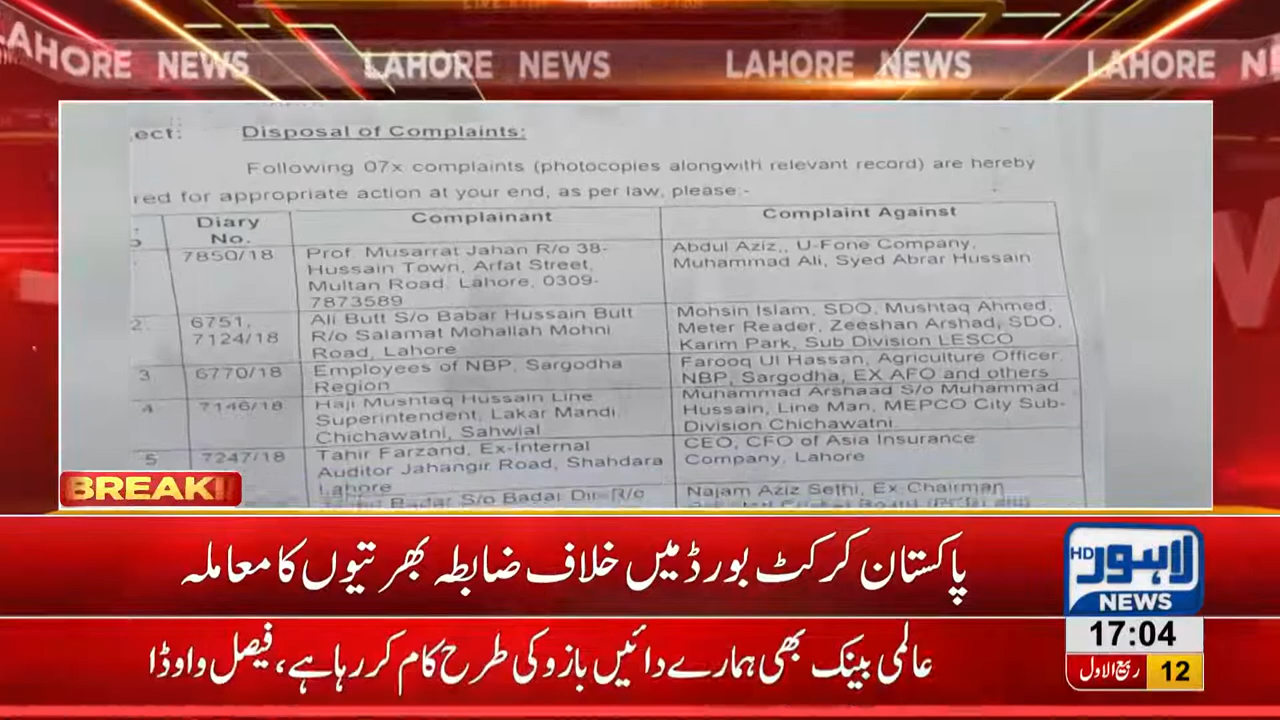 LAHORE NEWS LAHORE NEWS LAHORE NEWS LAHORE
ect: Disposal of Complaints:
Following 07x complaints (photocopies alongwith relevant record) are hereby
red for appropriate action at your end, as per law, please:-
Diary No. Complainant Complaint Against
7850/18 Prof. Musarrat Jahan R/o 38- Abdul Aziz,, U-Fone Company,
Hussain Town, Arfat Street, Muhammad Ali, Syed Abrar Hussain
Multan Road, Lahore, 0309-
7873589
2. 6751, Ali Butt S/o Babar Hussain Butt Mohsin Islam, SDO, Mushtaq Ahmed,
7124/18 R/o Salamat Mohallah Mohni Meter Reader, Zeeshan Arshad, SDO,
Road, Lahore Karim Park, Sub Division LESCO
3 6770/18 Employees of NBP, Sargodha Farooq Ul Hassan, Agriculture Officer,
Region NBP, Sargodha, EX AFO and others
4 7146/18 Haji Mushtaq Hussain Line Muhammad Arshaad S/o Muhammad
Superintendent, Lakar Mandi, Hussain, Line Man, MEPCO City Sub-
Chichawatni, Sahwial Division Chichawatni.
5 7247/18 Tahir Farzand, Ex-Internal CEO, CFO of Asia Insurance
Auditor Jahangir Road, Shahdara Company, Lahore
Lahore
Badar S/o Badar Din R/o Najam Aziz Sethi, Ex Chairman
BREAKI
پاکستان کرکٹ بورڈ میں خلاف ضابطہ بھرتیوں کا معاملہ
عالمی بینک بھی ہمارے دائیں بازو کی طرح کام کر رہا ہے، فیصل واوڈا
HD لاہور
NEWS
17:04
12 ربیع الاول